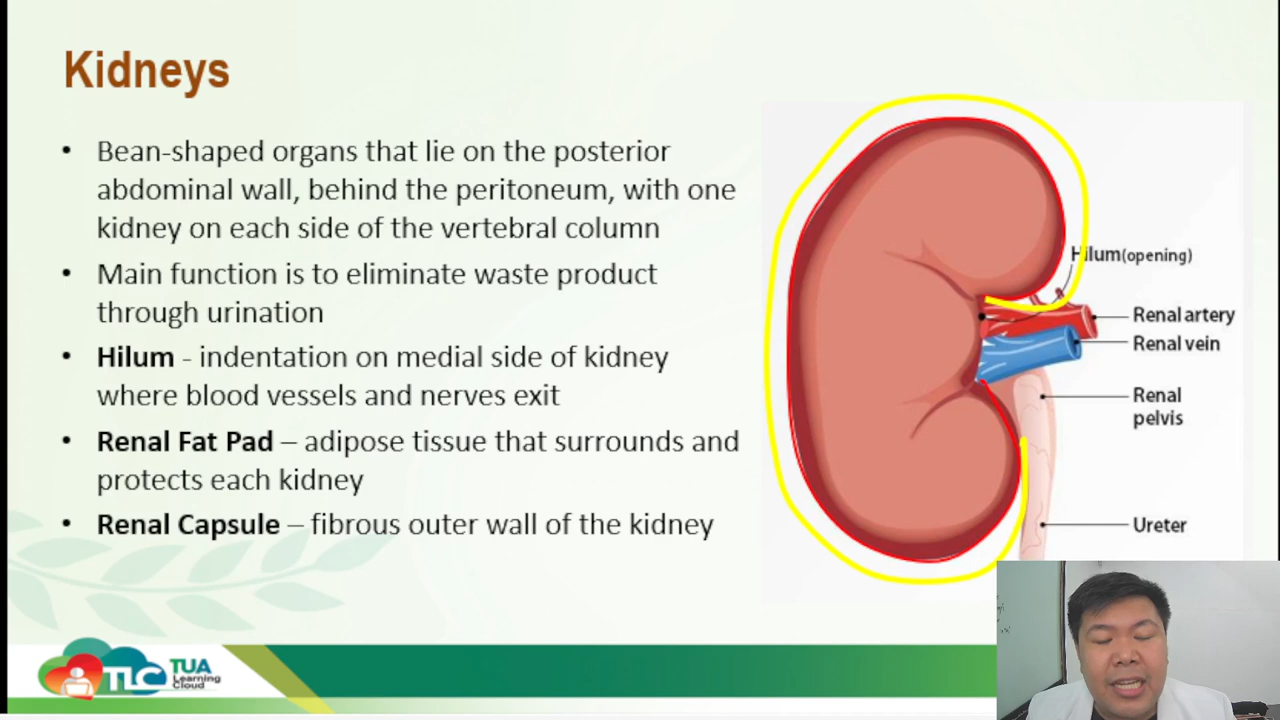 Kidneys
• Bean-shaped organs that lie on the posterior
abdominal wall, behind the peritoneum, with one
kidney on each side of the vertebral column
• Main function is to eliminate waste product
through urination
• Hilum - indentation on medial side of kidney
where blood vessels and nerves exit
• Renal Fat Pad – adipose tissue that surrounds and
protects each kidney
• Renal Capsule – fibrous outer wall of the kidney
Hilum(opening)
Renal artery
Renal vein
Renal
pelvis
Ureter
TLC
TUA
Learning
Cloud